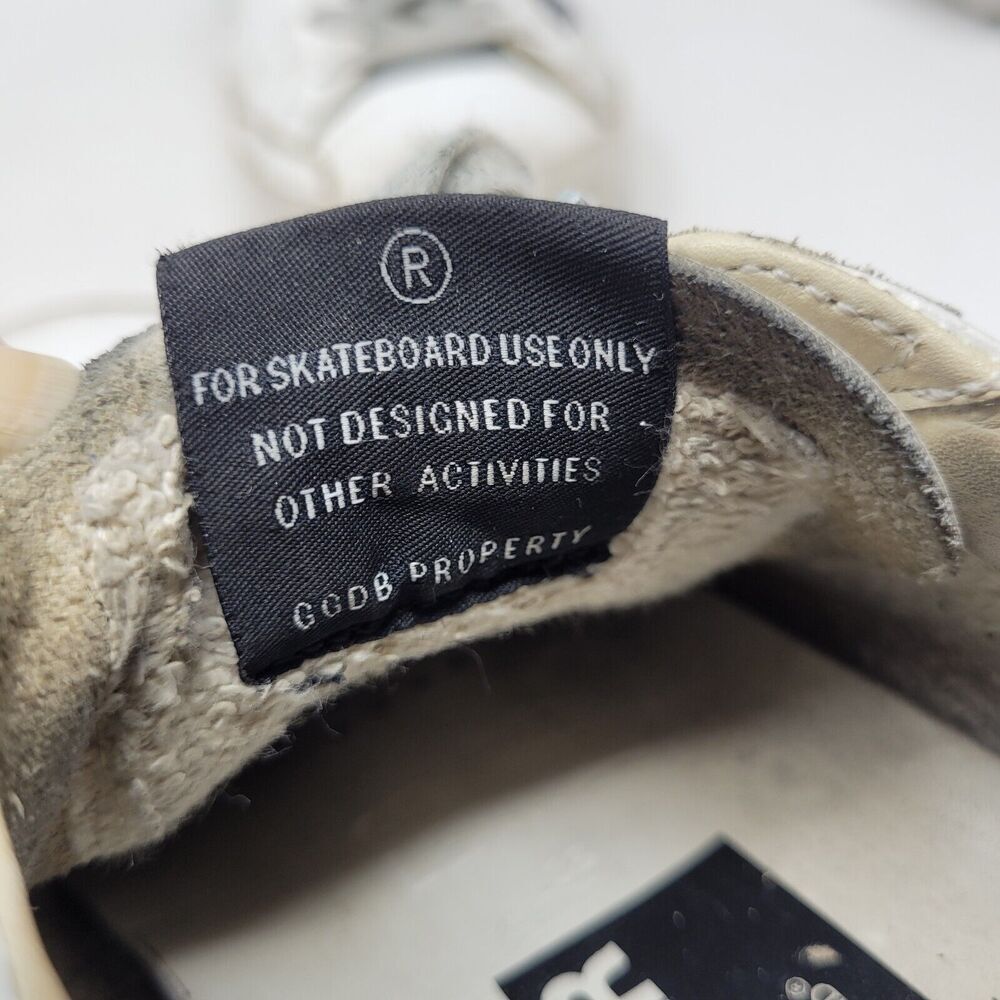 ®
FOR SKATEBOARD USE ONLY
NOT DESIGNED FOR
OTHER ACTIVITIES
GGDB PROPERTY